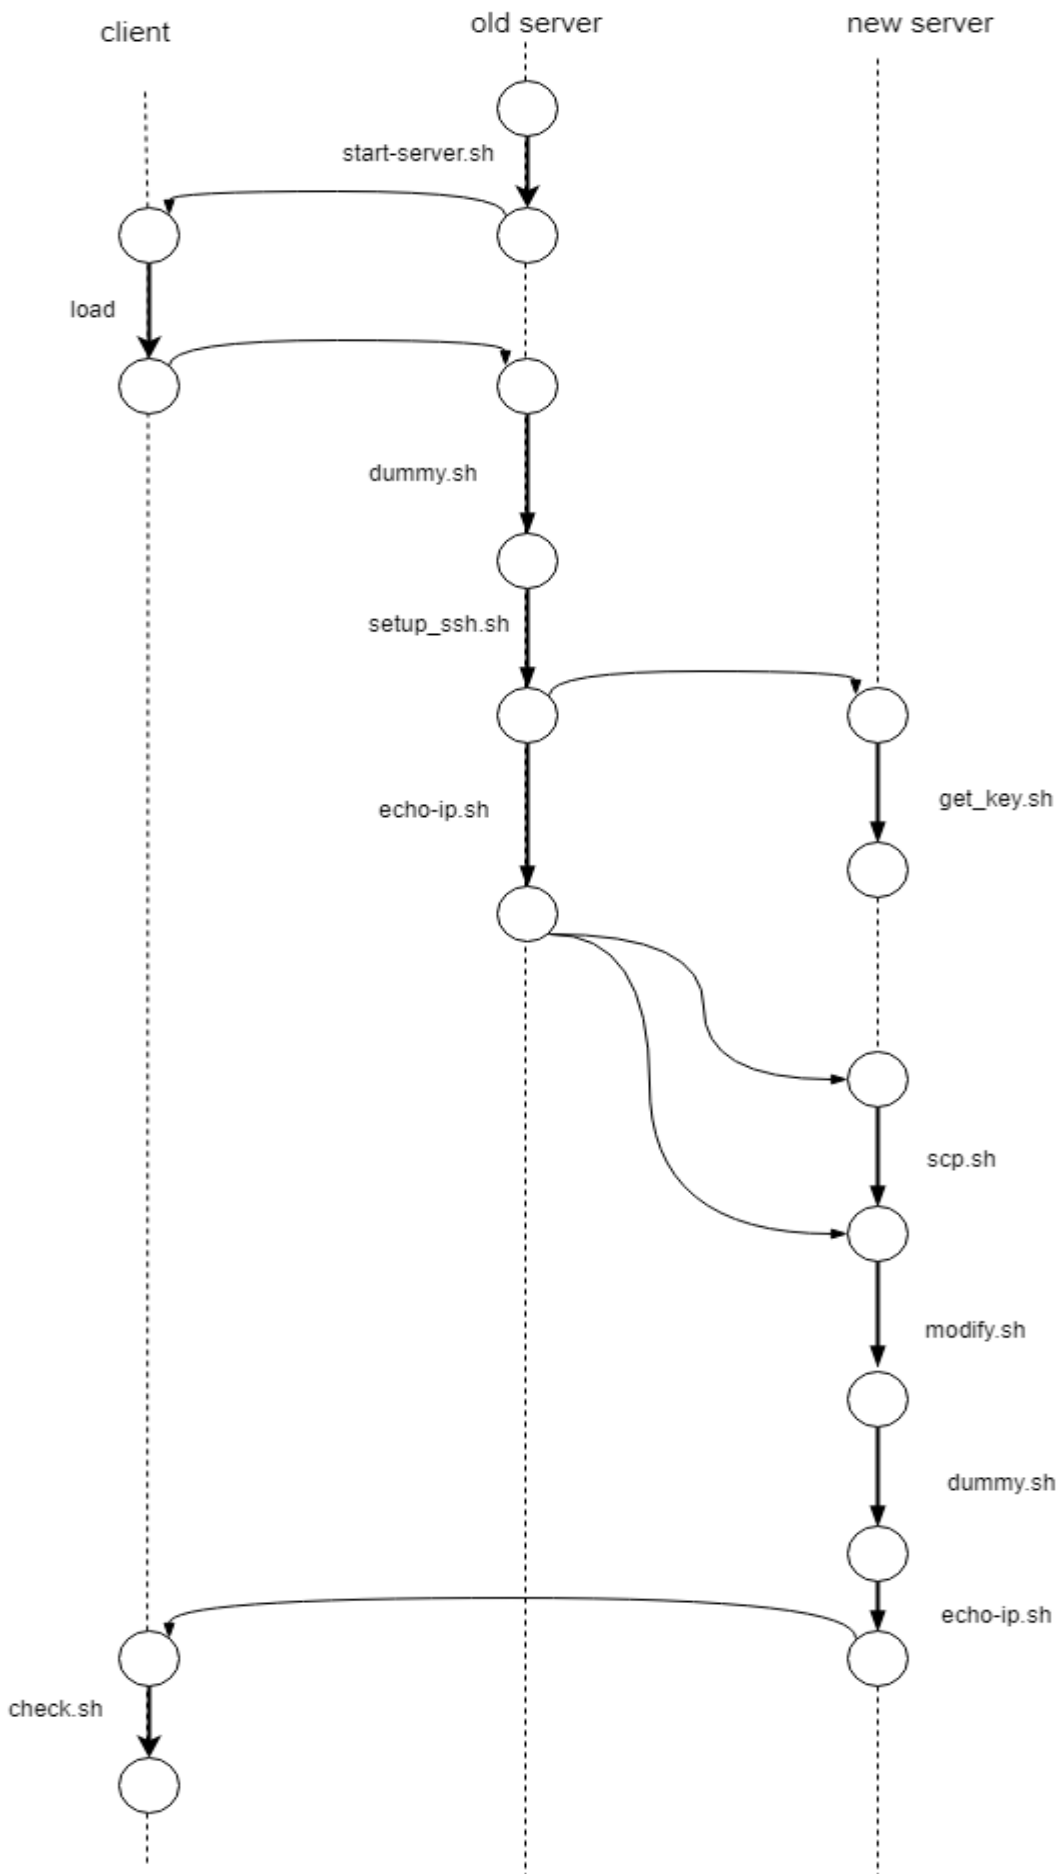 client
old server
new server
start-server.sh
load
dummy.sh
setup_ssh.sh
echo-ip.sh
get_key.sh
scp.sh
modify.sh
dummy.sh
echo-ip.sh
check.sh